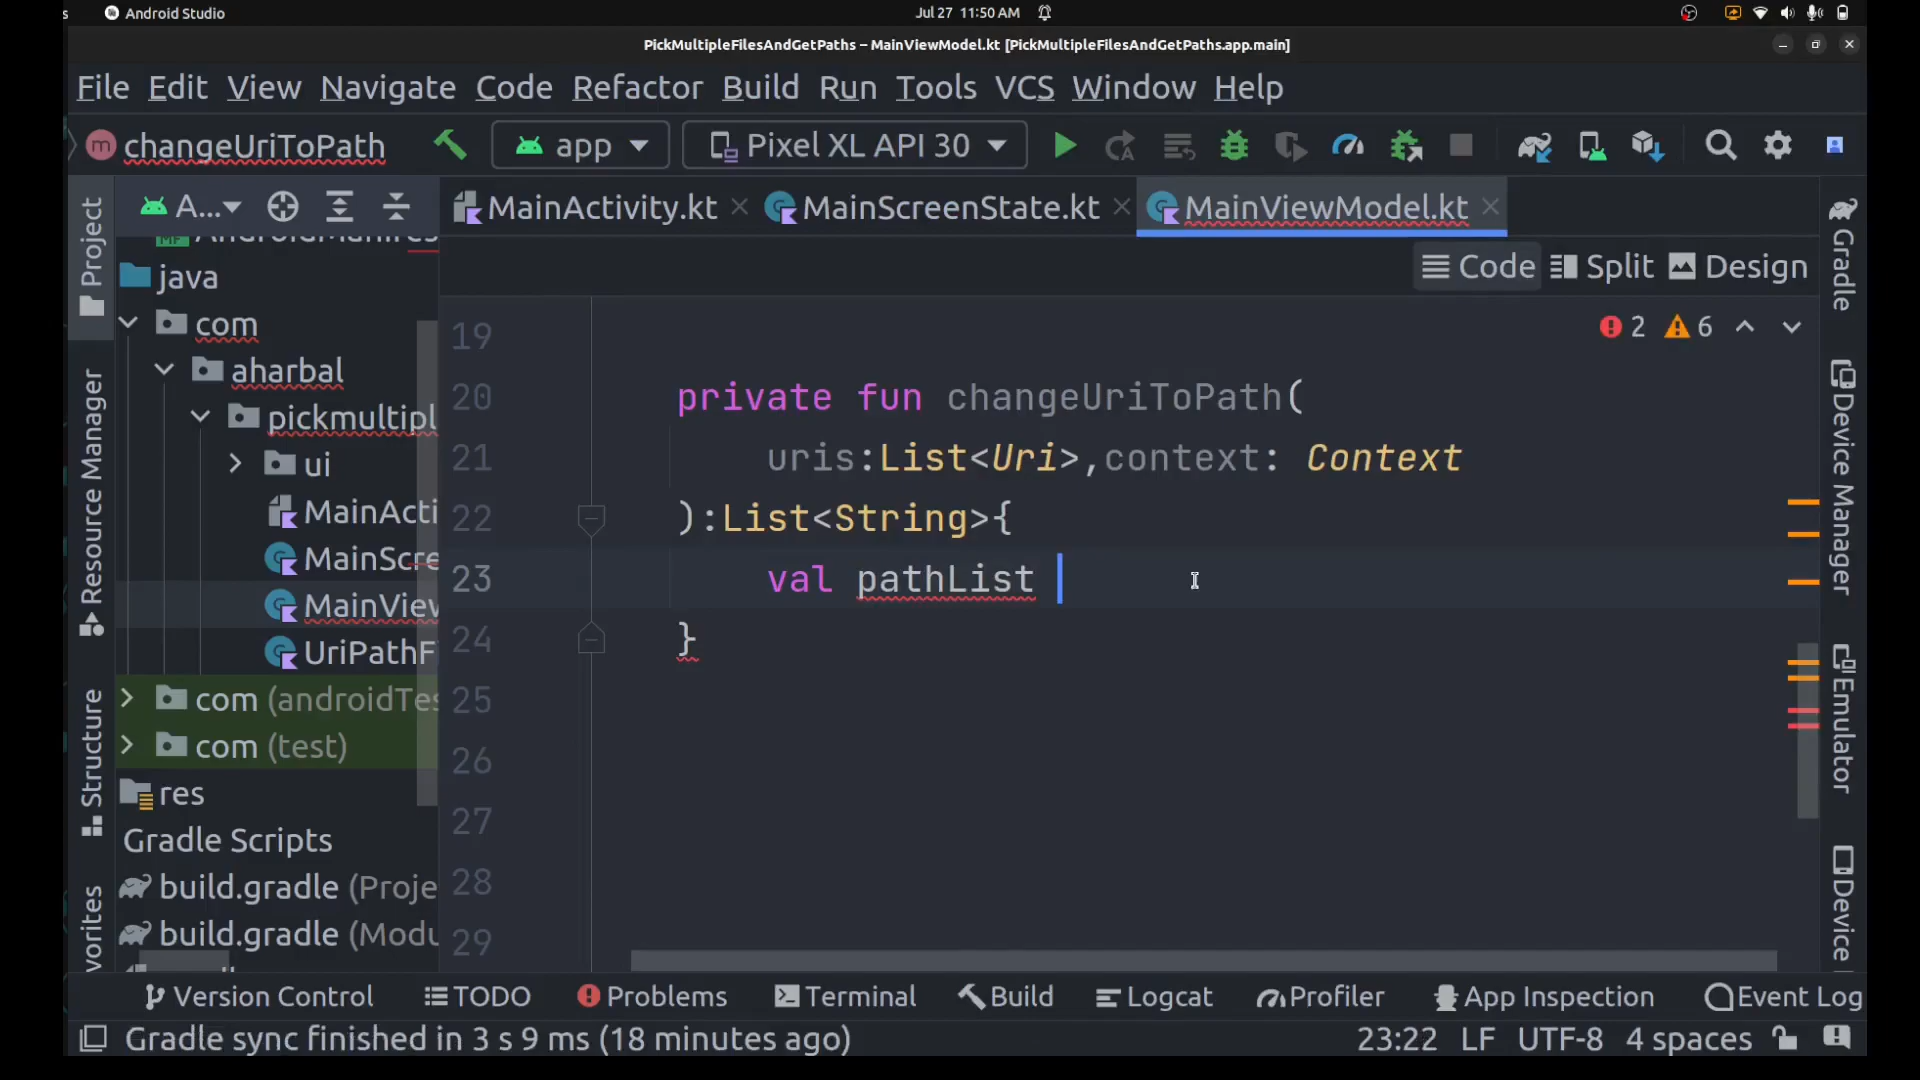 s Android Studio Jul 27 11:50 AM
PickMultipleFilesAndGetPaths – MainViewModel.kt [PickMultipleFilesAndGetPaths.app.main]
File Edit View Navigate Code Refactor Build Run Tools VCS Window Help
changeUriToPath app Pixel XL API 30
A... MainActivity.kt MainScreenState.kt MainViewModel.kt
Code Split Design
Project
Resource Manager
Structure
vorites
java
com
aharbal
pickmultipl
ui
MainActi
MainScre
MainView
UriPathF
com (androidTes
com (test)
res
Gradle Scripts
build.gradle (Proje
build.gradle (Modu
2 6
19
20 private fun changeUriToPath(
21 uris:List<Uri>,context: Context
22 ):List<String>{
23 val pathList
24 }
25
26
27
28
29
Gradle
Device Manager
Emulator
Device
Version Control TODO Problems Terminal Build Logcat Profiler App Inspection Event Log
Gradle sync finished in 3 s 9 ms (18 minutes ago) 23:22 LF UTF-8 4 spaces